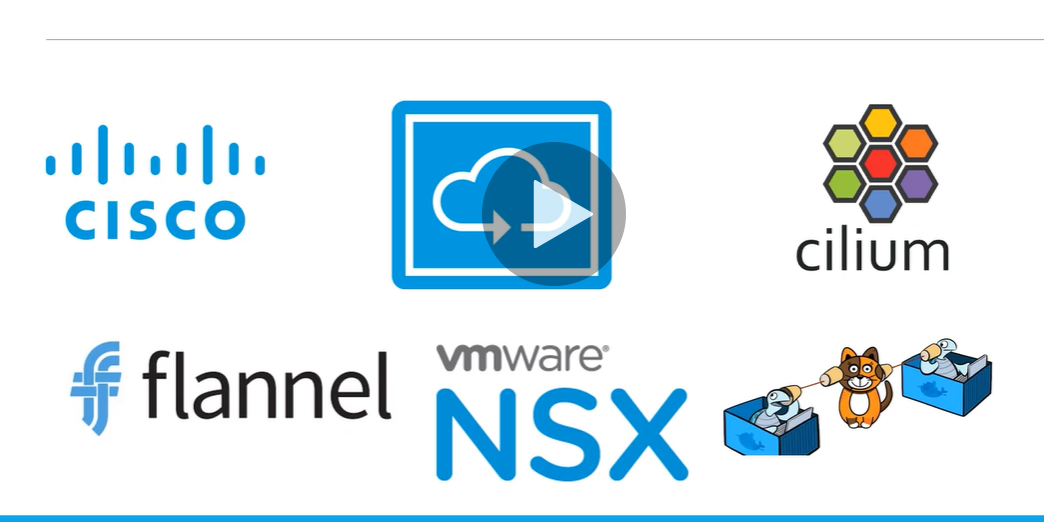 CISCO
cilium
flannel
vmware®
NSX